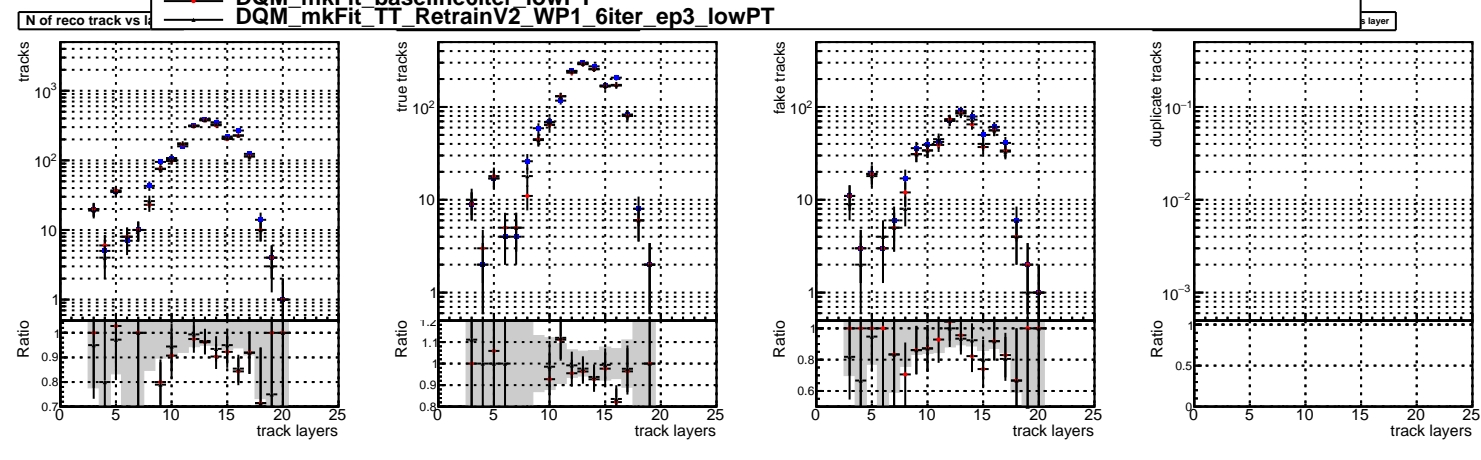 DQM_mkFit_baseline6iter_lowPT
DQM_mkFit_TT_RetrainV2_WP1_6iter_ep3_lowPT
N of reco track vs la
s layer
tracks
10³
10²
10
1
Ratio
1
0.9
0.8
0.7
0 5 10 15 20 25
track layers
true tracks
10²
10
1
Ratio
1.2
1.1
1
0.9
0.8
0 5 10 15 20 25
track layers
fake tracks
10²
10
1
Ratio
1
0.8
0.6
0 5 10 15 20 25
track layers
duplicate tracks
10⁻¹
10⁻²
10⁻³
Ratio
1
0.5
0
0 5 10 15 20 25
track layers